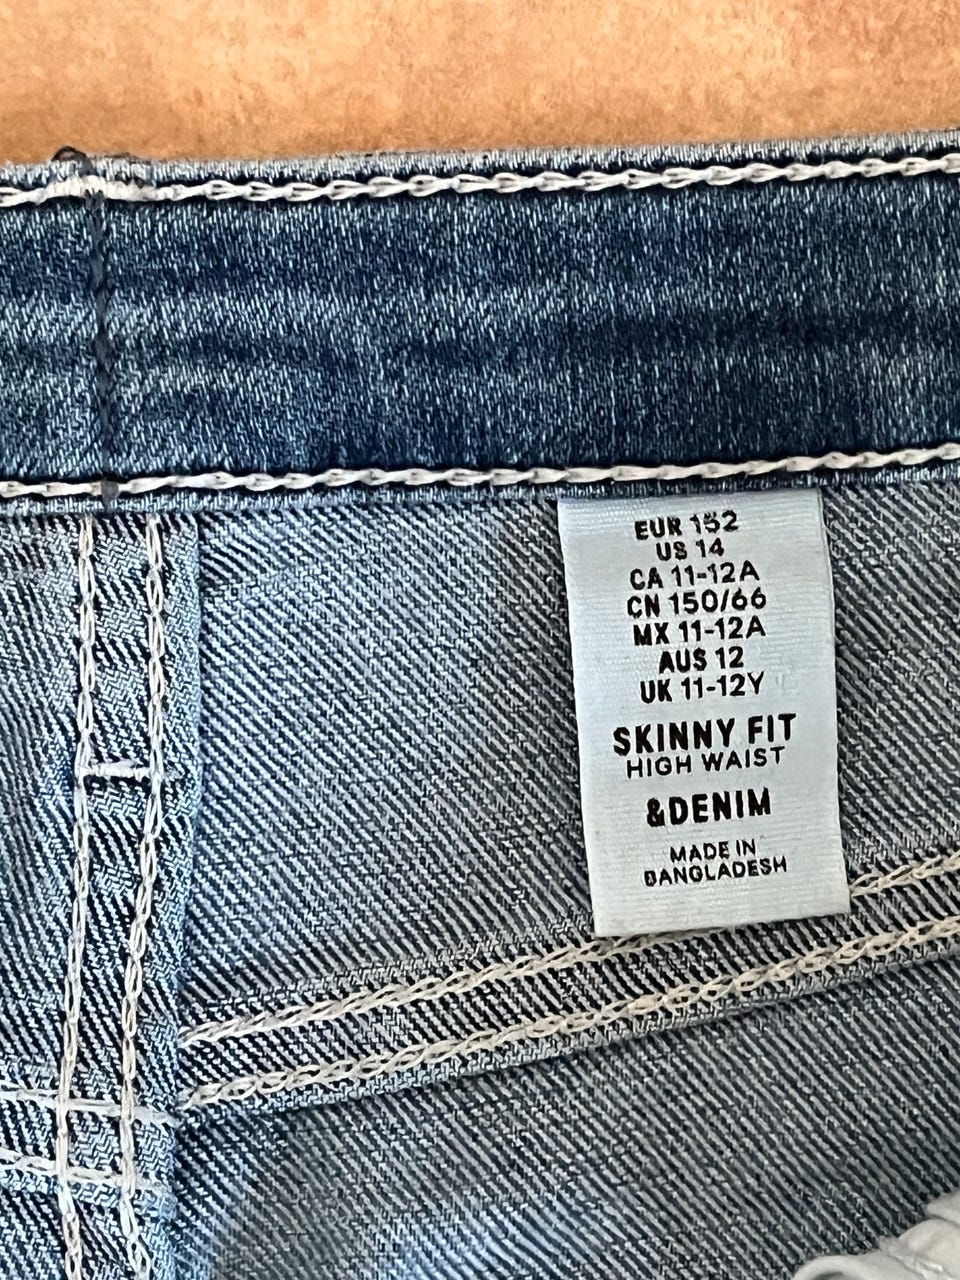 EUR 152
US 14
CA 11-12A
CN 150/66
MX 11-12A
AUS 12
UK 11-12Y
SKINNY FIT
HIGH WAIST
&DENIM
MADE IN
BANGLADESH